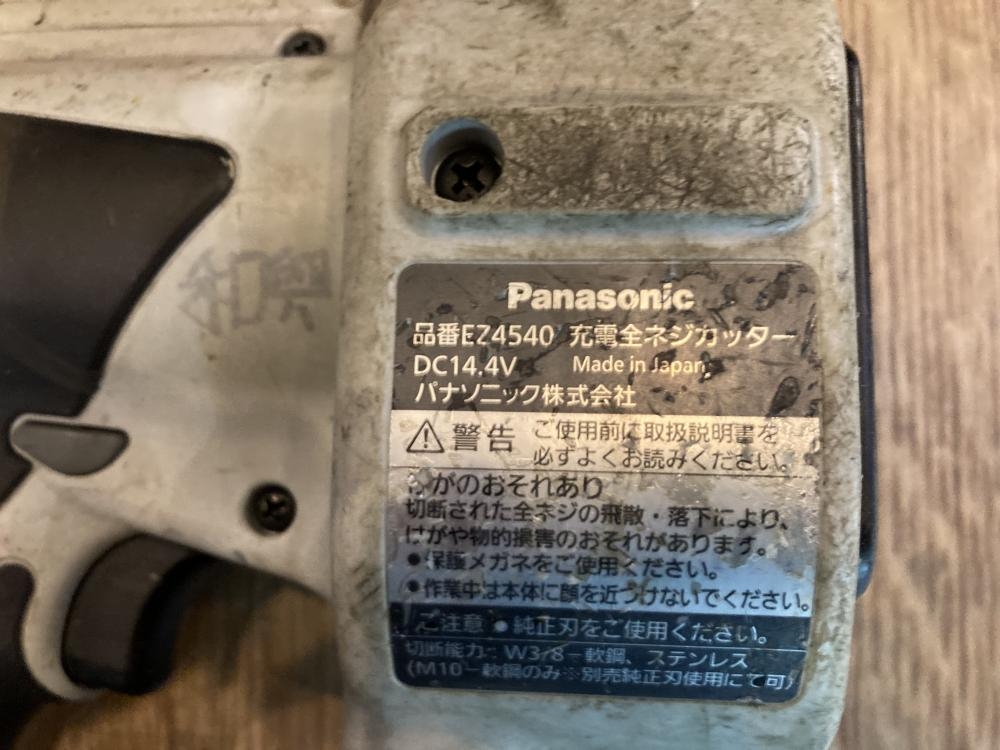 和興
Panasonic
品番EZ4540 充電全ネジカッター
DC14.4V Made in Japan
パナソニック株式会社
警告 ご使用前に取扱説明書を
必ずよくお読みください。
けがのおそれあり
切断された全ネジの飛散・落下により、
けがや物的損害のおそれがあります。
●保護メガネをご使用ください。
●作業中は本体に顔を近づけないでください。
ご注意 ●純正刃をご使用ください。
切断能力:W3/8-軟鋼、ステンレス
(M10-軟鋼のみ※別売純正刃使用にて可)